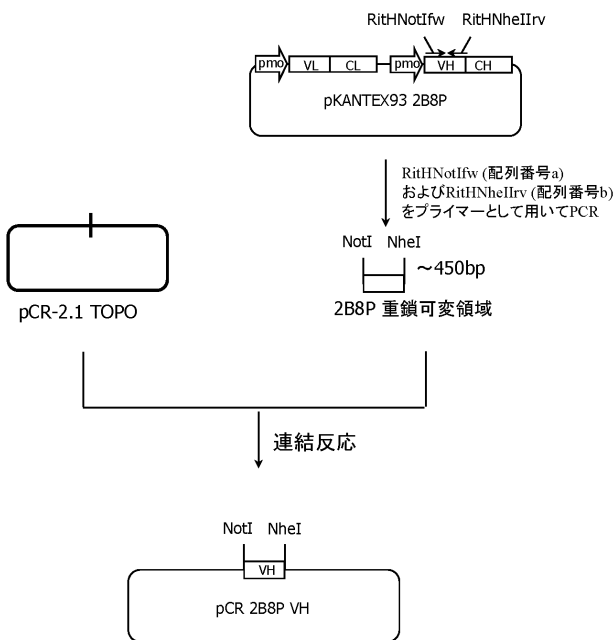 RitHNotIfw RitHNheIIrv
pmo VL CL pmo VH CH
pKANTEX93 2B8P
RitHNotIfw (配列番号a)
およびRitHNheIIrv (配列番号b)
をプライマーとして用いてPCR
NotI NheI
～450bp
2B8P 重鎖可変領域
pCR-2.1 TOPO
連結反応
NotI NheI
VH
pCR 2B8P VH